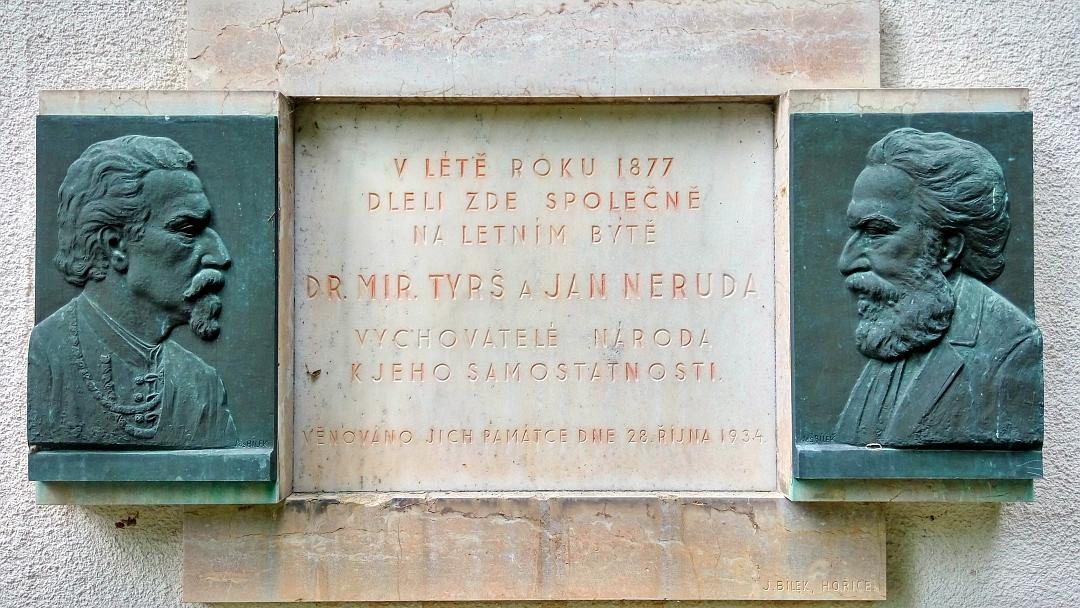 V LÉTĚ ROKU 1877
DLELI ZDE SPOLEČNĚ
NA LETNÍM BYTĚ
DR. MIR. TYRŠ A JAN NERUDA
VYCHOVATELÉ NÁRODA
K JEHO SAMOSTATNOSTI.
VĚNOVÁNO JICH PAMÁTCE DNE 28. ŘÍJNA 1934.
J. BÍLEK, HOŘICE